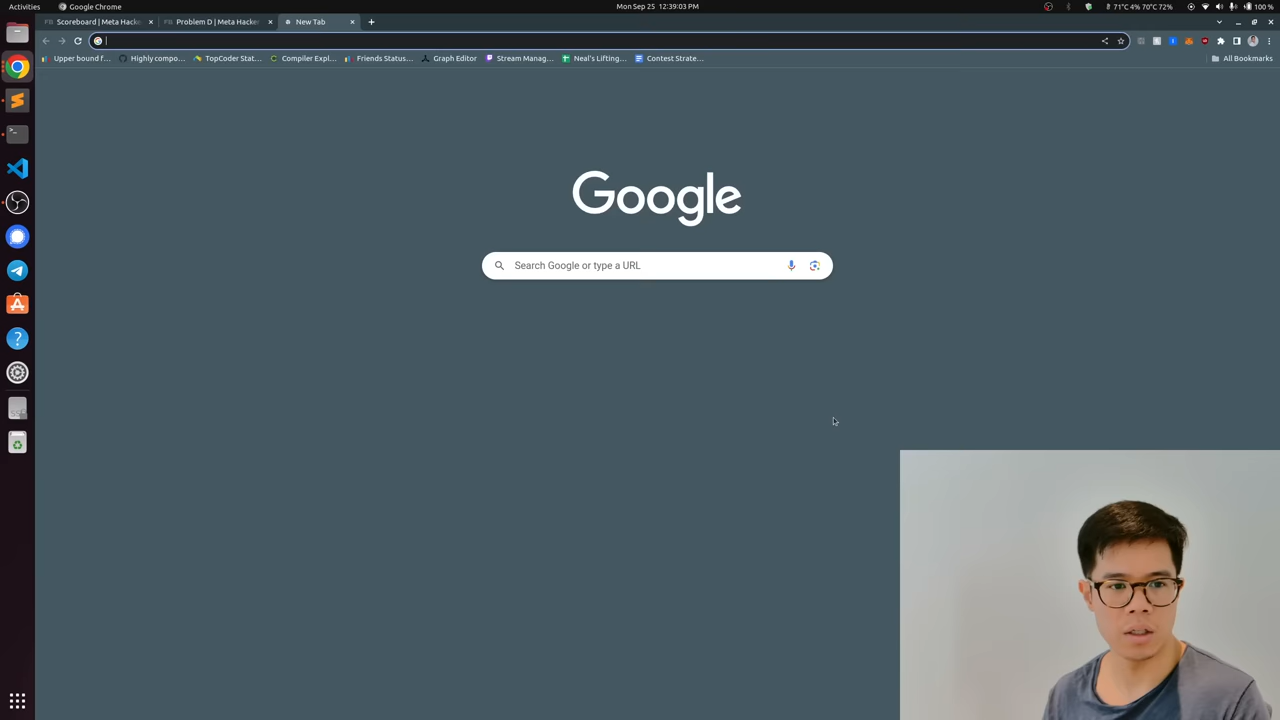 Activities
Google Chrome
Mon Sep 25 12:39:03 PM
71°C 4% 70°C 72%
100 %
Scoreboard | Meta Hacke
Problem D | Meta Hacker
New Tab
Upper bound f…
Highly compo…
TopCoder Stat…
Compiler Expl…
Friends Status…
Graph Editor
Stream Manag…
Neal's Lifting…
Contest Strate…
All Bookmarks
Google
Search Google or type a URL